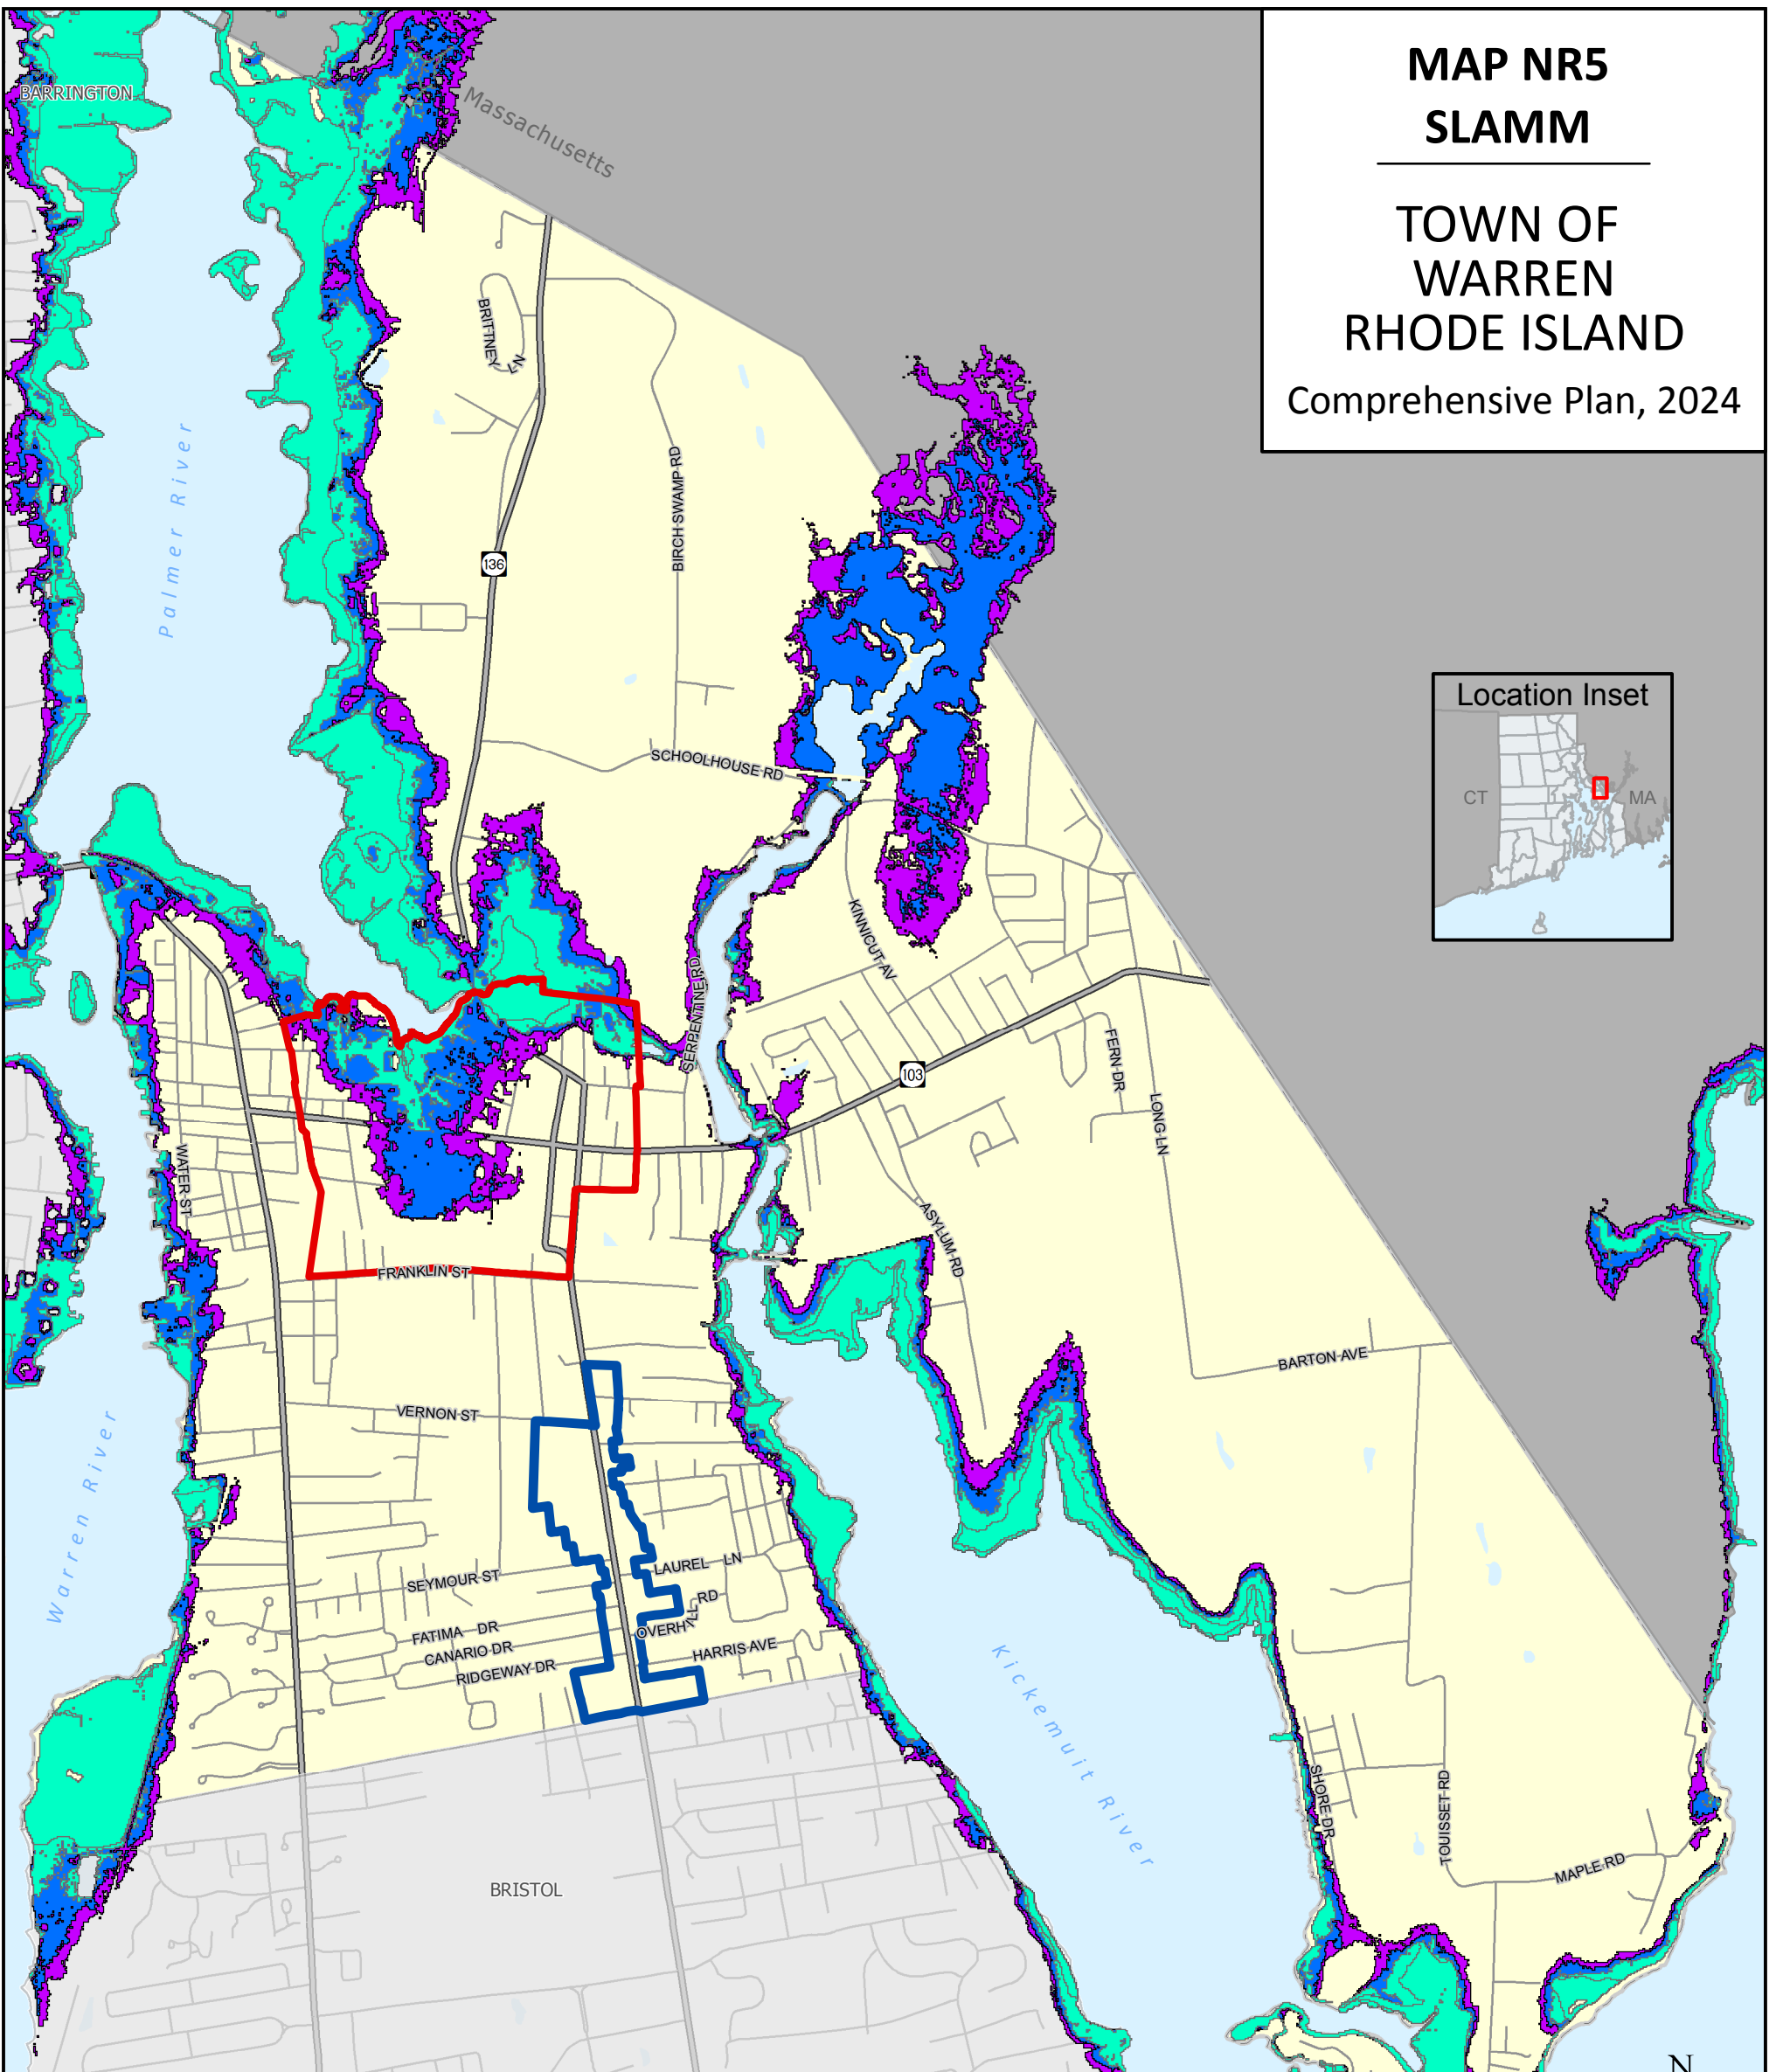 MAP NR5
SLAMM
TOWN OF
WARREN
RHODE ISLAND
Comprehensive Plan, 2024
BARRINGTON
Massachusetts
BRITTNEY LN
Palmer River
BIRCH SWAMP RD
136
Location Inset
CT
MA
SCHOOLHOUSE RD
KINNICUT AV
SERPENTINE RD
103
FERN DR
LONG LN
WATER ST
ASYLUM RD
FRANKLIN ST
BARTON AVE
VERNON ST
Warren River
LAUREL LN
SEYMOUR ST
OVERHILL RD
FATIMA DR
CANARIO DR
HARRIS AVE
RIDGEWAY DR
Kickemuit River
SHORE DR
TOUISSET RD
MAPLE RD
BRISTOL
N